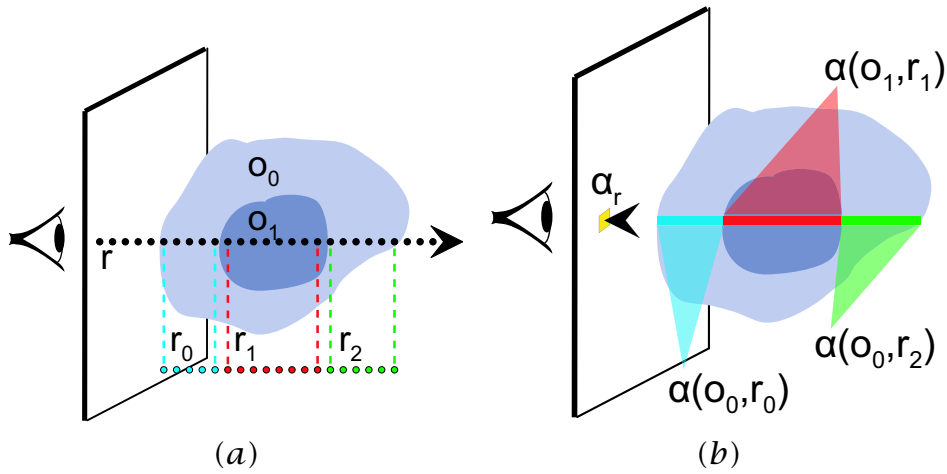 o₀
o₁
r
r₀ r₁ r₂
(a)
α(o₁,r₁)
αᵣ
α(o₀,r₂)
α(o₀,r₀)
(b)